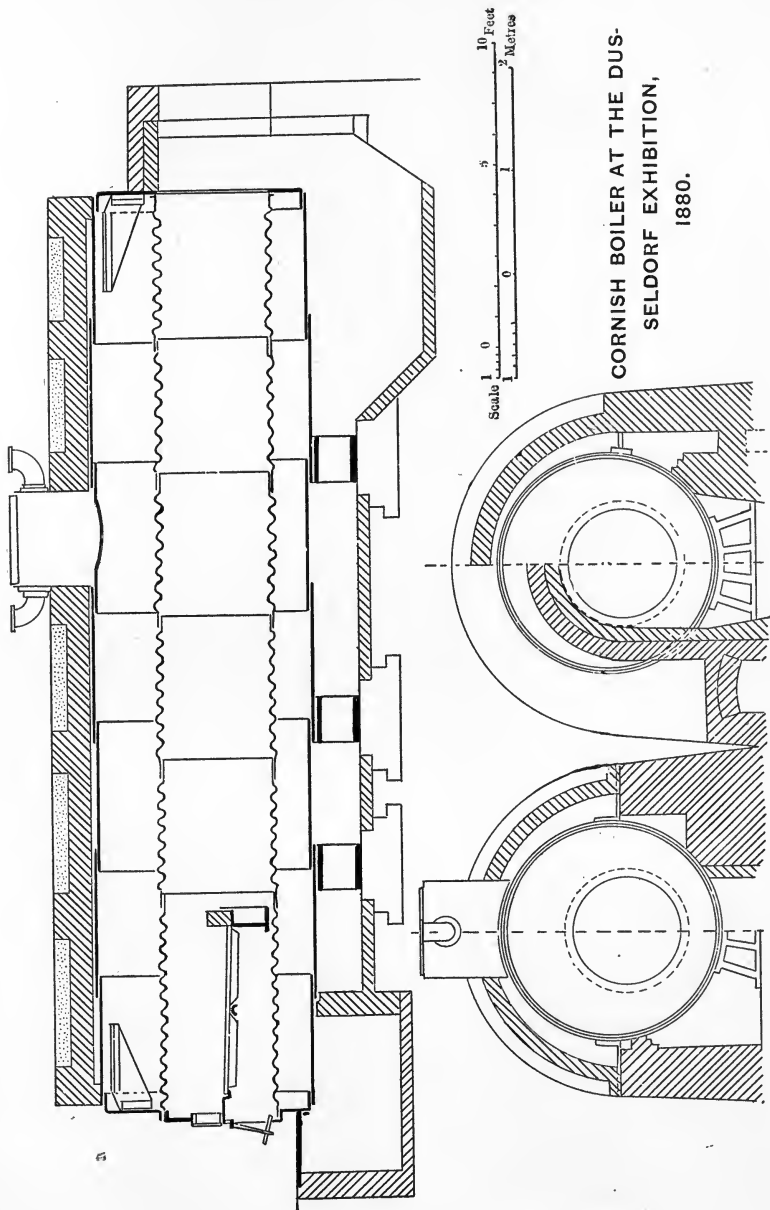 CORNISH BOILER AT THE DUS-
SELDORF EXHIBITION,
1880.
Scale 1 0 5 10 Feet
1 0 1 2 Metres